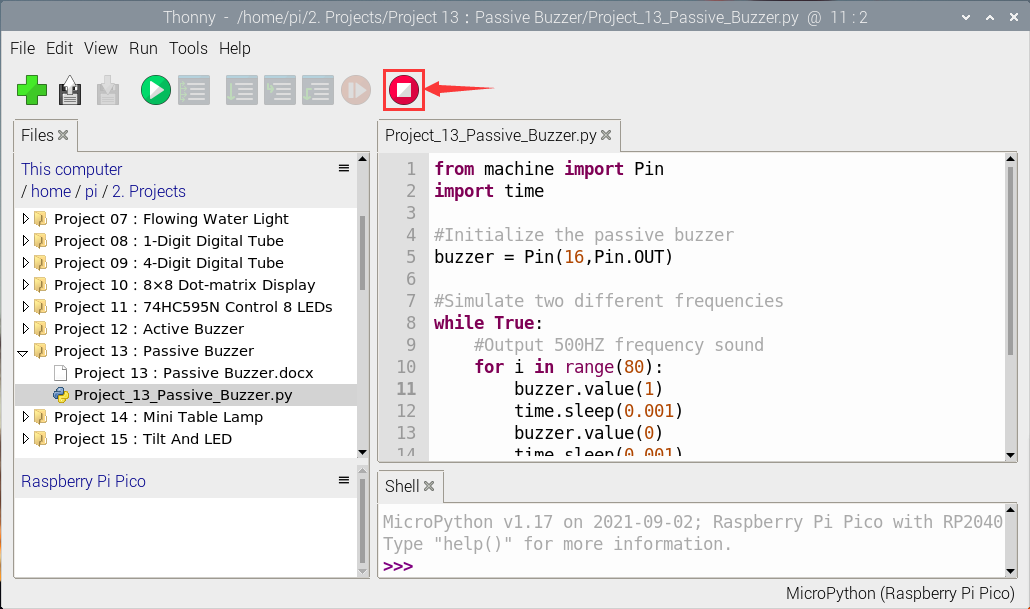 Thonny - /home/pi/2. Projects/Project 13 : Passive Buzzer/Project_13_Passive_Buzzer.py @ 11 : 2
File Edit View Run Tools Help
Files
This computer
/ home / pi / 2. Projects
Project 07 : Flowing Water Light
Project 08 : 1-Digit Digital Tube
Project 09 : 4-Digit Digital Tube
Project 10 : 8×8 Dot-matrix Display
Project 11 : 74HC595N Control 8 LEDs
Project 12 : Active Buzzer
Project 13 : Passive Buzzer
Project 13 : Passive Buzzer.docx
Project_13_Passive_Buzzer.py
Project 14 : Mini Table Lamp
Project 15 : Tilt And LED
Raspberry Pi Pico
Project_13_Passive_Buzzer.py
1 from machine import Pin
2 import time
3
4 #Initialize the passive buzzer
5 buzzer = Pin(16,Pin.OUT)
6
7 #Simulate two different frequencies
8 while True:
9 #Output 500HZ frequency sound
10 for i in range(80):
11 buzzer.value(1)
12 time.sleep(0.001)
13 buzzer.value(0)
14 time.sleep(0.001)
Shell
MicroPython v1.17 on 2021-09-02; Raspberry Pi Pico with RP2040
Type "help()" for more information.
>>>
MicroPython (Raspberry Pi Pico)